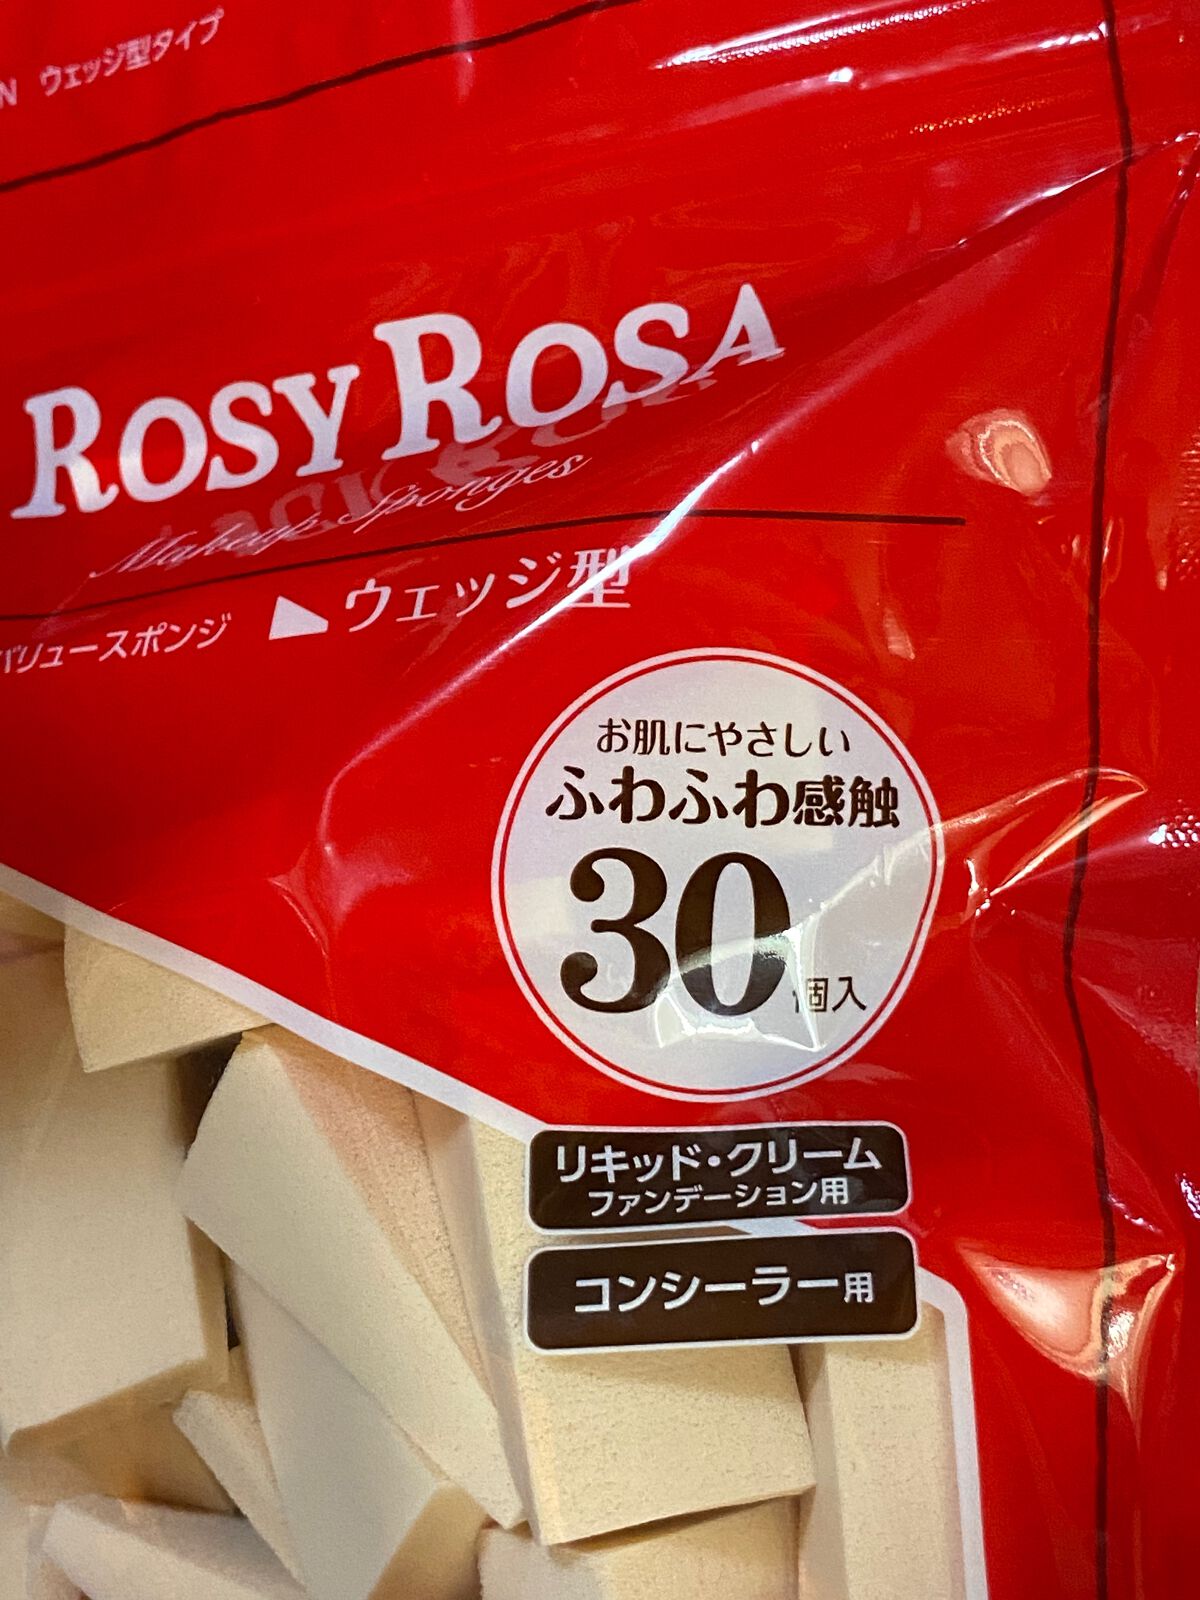 N ウェッジ型タイプ
ROSY ROSA
Makeup Sponges
バリュースポンジ ウェッジ型
お肌にやさしい
ふわふわ感触
30個入
リキッド・クリーム
ファンデーション用
コンシーラー用